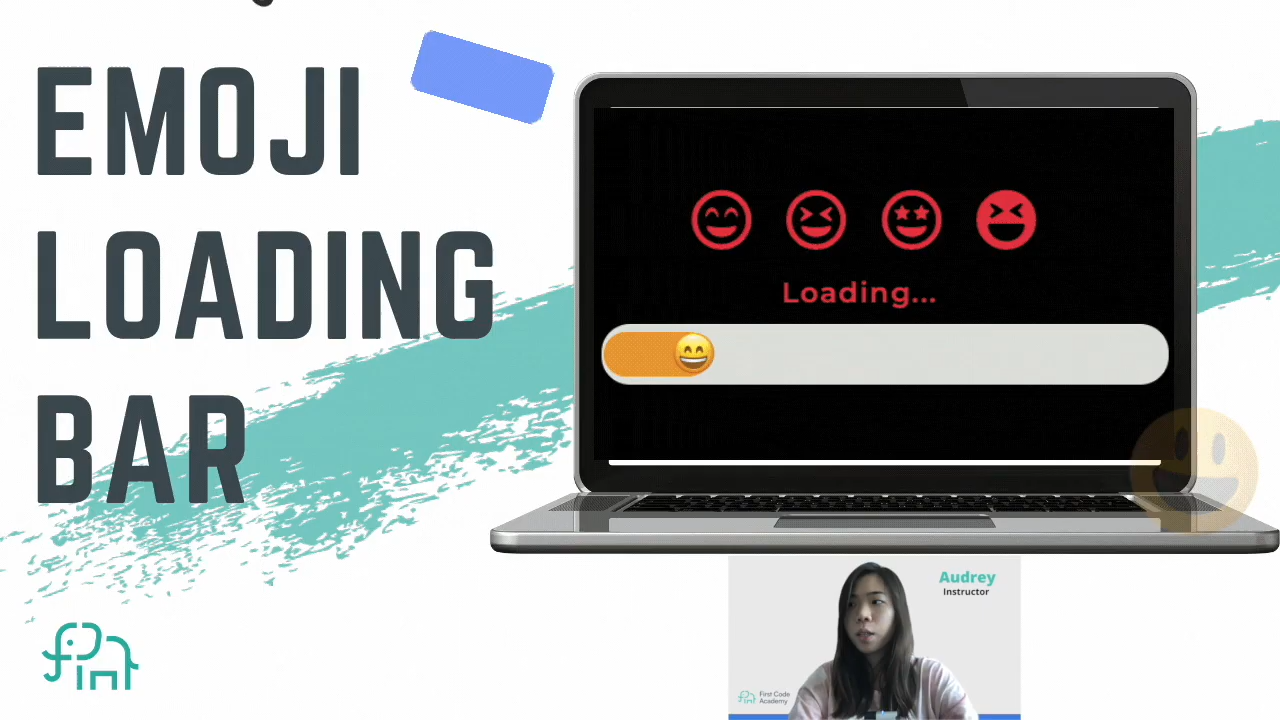 EMOJI
LOADING
BAR
Loading...
Audrey
Instructor
First Code
Academy